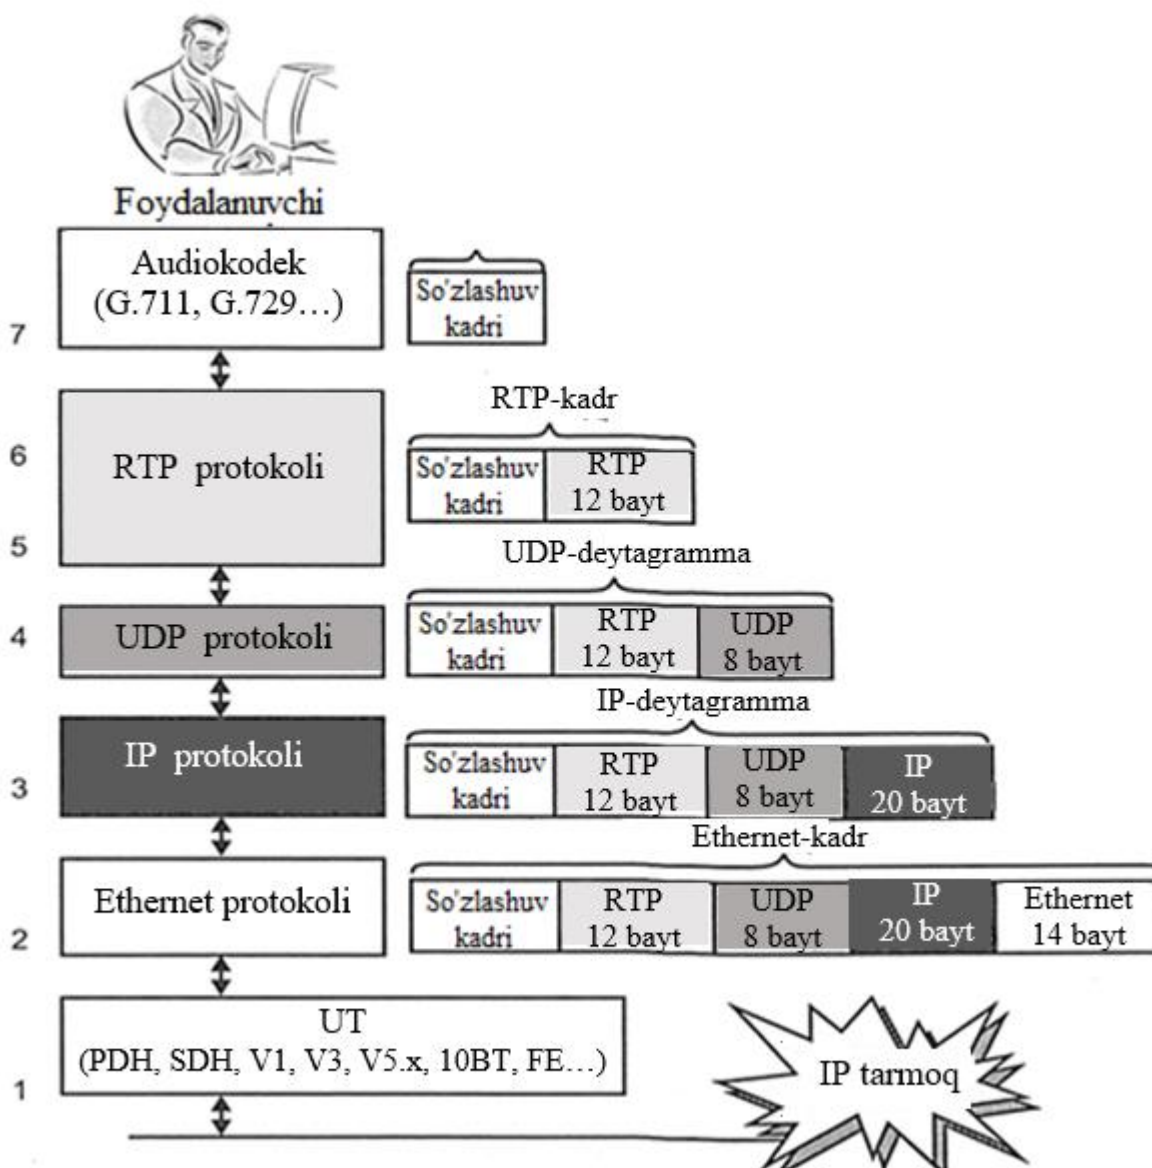 Foydalanuvchi
Audiokodek
(G.711, G.729…)
So'zlashuv
kadri
7
RTP-kadr
6
RTP protokoli
So'zlashuv
kadri
RTP
12 bayt
5
UDP-deytagramma
4
UDP protokoli
So'zlashuv
kadri
RTP
12 bayt
UDP
8 bayt
IP-deytagramma
3
IP protokoli
So'zlashuv
kadri
RTP
12 bayt
UDP
8 bayt
IP
20 bayt
Ethernet-kadr
2
Ethernet protokoli
So'zlashuv
kadri
RTP
12 bayt
UDP
8 bayt
IP
20 bayt
Ethernet
14 bayt
UT
(PDH, SDH, V1, V3, V5.x, 10BT, FE…)
1
IP tarmoq